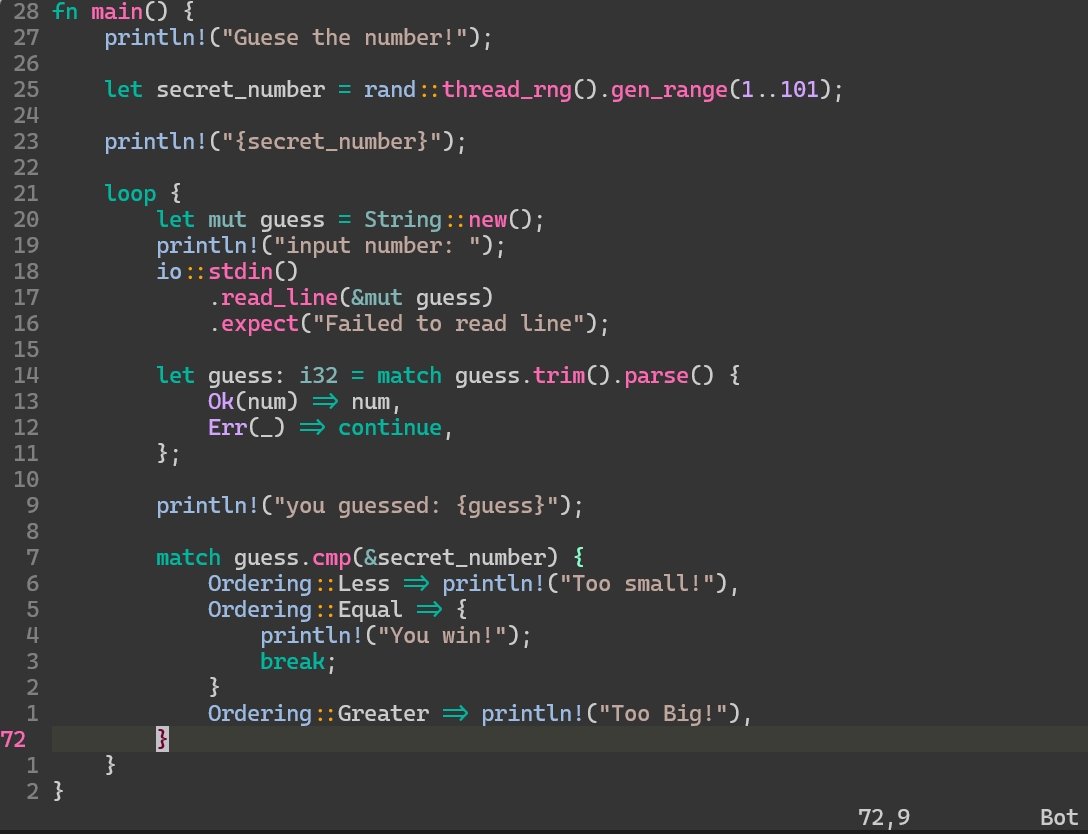 28 fn main() {
27     println!("Guese the number!");
26
25     let secret_number = rand::thread_rng().gen_range(1..101);
24
23     println!("{secret_number}");
22
21     loop {
20         let mut guess = String::new();
19         println!("input number: ");
18         io::stdin()
17             .read_line(&mut guess)
16             .expect("Failed to read line");
15
14         let guess: i32 = match guess.trim().parse() {
13             Ok(num) => num,
12             Err(_) => continue,
11         };
10
9         println!("you guessed: {guess}");
8
7         match guess.cmp(&secret_number) {
6             Ordering::Less => println!("Too small!"),
5             Ordering::Equal => {
4                 println!("You win!");
3                 break;
2             }
1             Ordering::Greater => println!("Too Big!"),
72         }
1     }
2 }
72,9 Bot